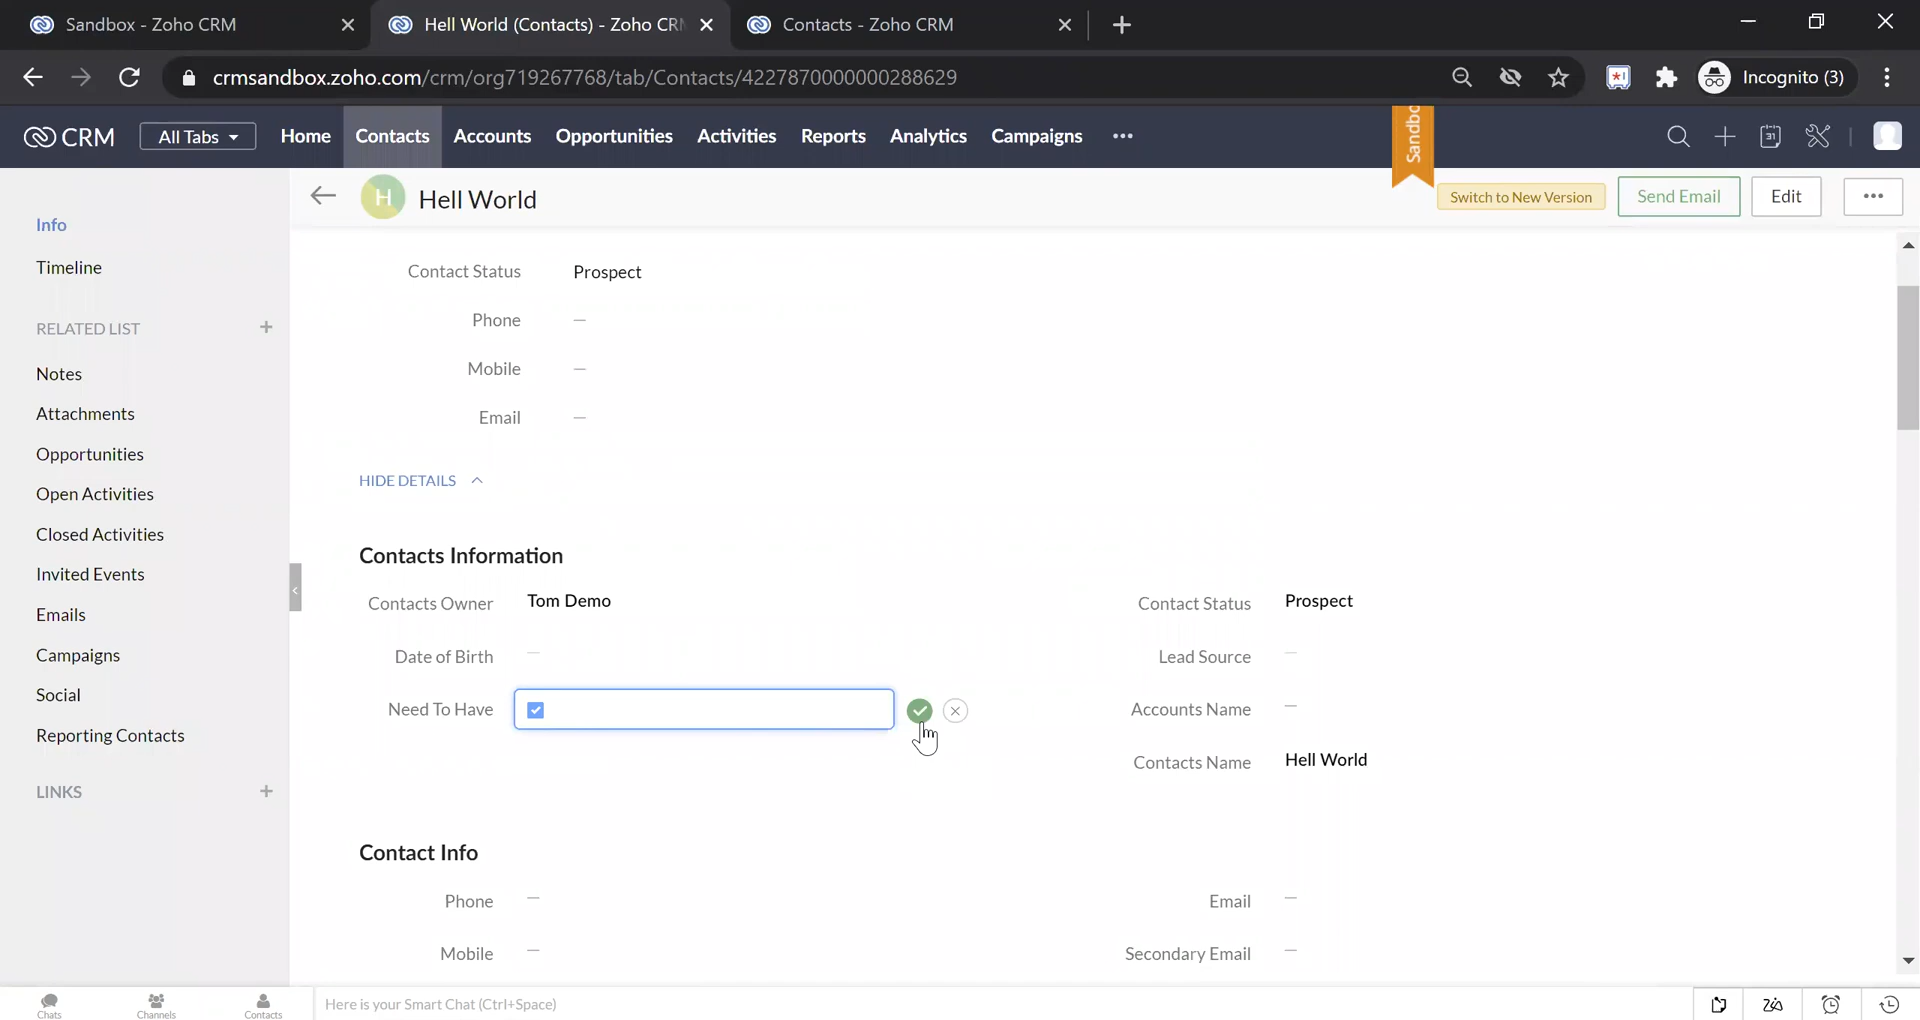 Sandbox - Zoho CRM
Hell World (Contacts) - Zoho CR
Contacts - Zoho CRM
crmsandbox.zoho.com/crm/org719267768/tab/Contacts/4227870000000288629
Incognito (3)
CRM
All Tabs
Home
Contacts
Accounts
Opportunities
Activities
Reports
Analytics
Campaigns
Sandbo
31
H
Hell World
Switch to New Version
Send Email
Edit
Info
Timeline
RELATED LIST
Notes
Attachments
Opportunities
Open Activities
Closed Activities
Invited Events
Emails
Campaigns
Social
Reporting Contacts
LINKS
Contact Status Prospect
Phone —
Mobile —
Email —
HIDE DETAILS
Contacts Information
Contacts Owner Tom Demo
Contact Status Prospect
Date of Birth —
Lead Source —
Need To Have
Accounts Name —
Contacts Name Hell World
Contact Info
Phone —
Email —
Mobile —
Secondary Email —
Chats
Channels
Contacts
Here is your Smart Chat (Ctrl+Space)